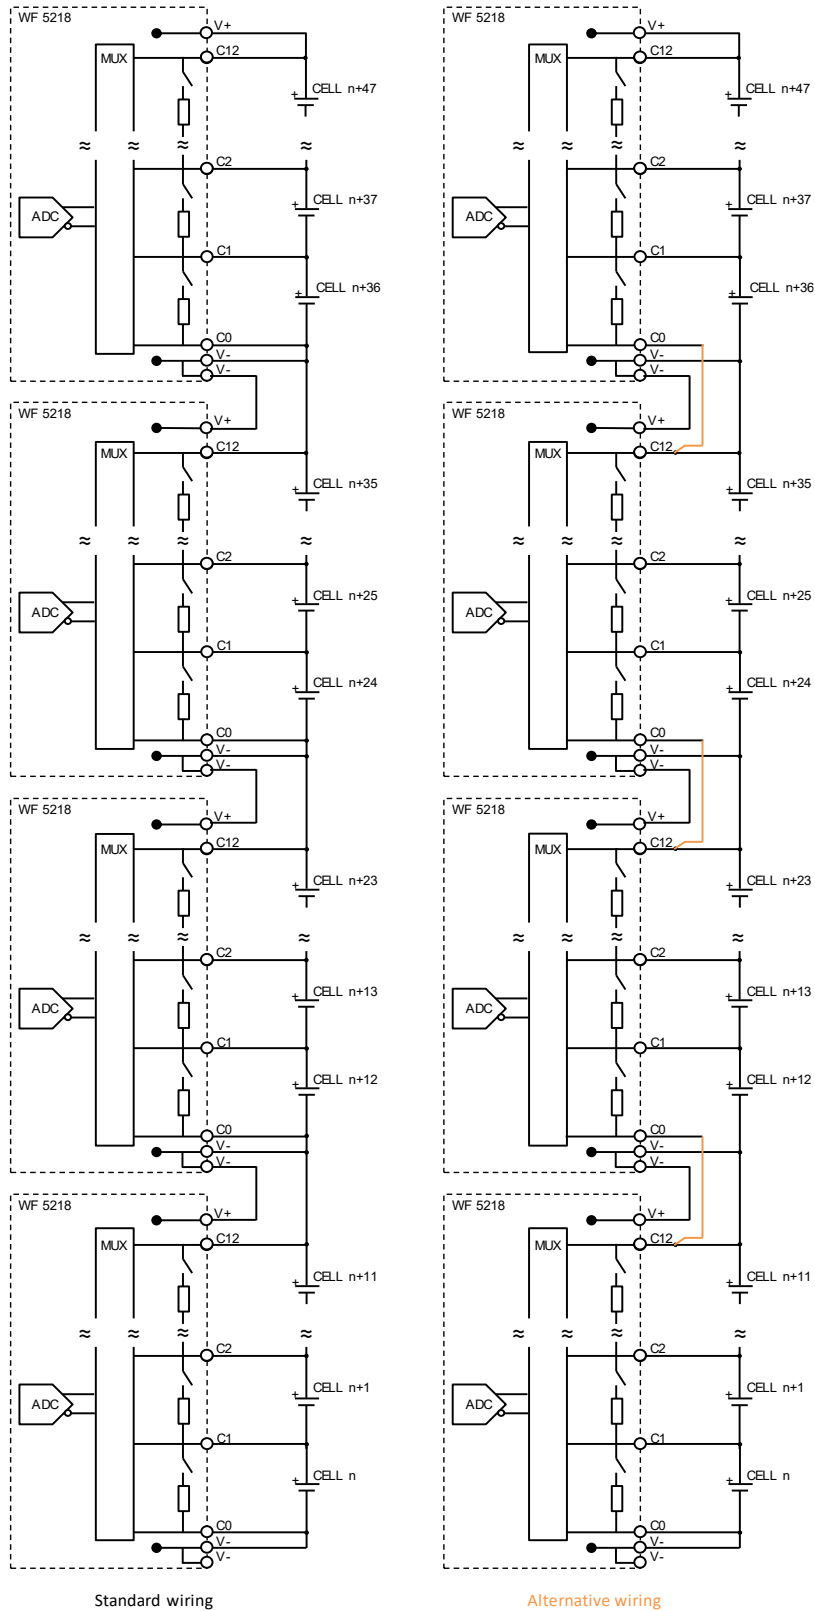 WF 5218
V+
C12
MUX
CELL n+47
≈ ≈ ≈ ≈
C2
CELL n+37
ADC
C1
CELL n+36
C0
V-
V-
WF 5218
V+
C12
MUX
CELL n+35
≈ ≈ ≈ ≈
C2
CELL n+25
ADC
C1
CELL n+24
C0
V-
V-
WF 5218
V+
C12
MUX
CELL n+23
≈ ≈ ≈ ≈
C2
CELL n+13
ADC
C1
CELL n+12
C0
V-
V-
WF 5218
V+
C12
MUX
CELL n+11
≈ ≈ ≈ ≈
C2
CELL n+1
ADC
C1
CELL n
C0
V-
V-
Standard wiring
WF 5218
V+
C12
MUX
CELL n+47
≈ ≈ ≈ ≈
C2
CELL n+37
ADC
C1
CELL n+36
C0
V-
V-
WF 5218
V+
C12
MUX
CELL n+35
≈ ≈ ≈ ≈
C2
CELL n+25
ADC
C1
CELL n+24
C0
V-
V-
WF 5218
V+
C12
MUX
CELL n+23
≈ ≈ ≈ ≈
C2
CELL n+13
ADC
C1
CELL n+12
C0
V-
V-
WF 5218
V+
C12
MUX
CELL n+11
≈ ≈ ≈ ≈
C2
CELL n+1
ADC
C1
CELL n
C0
V-
V-
Alternative wiring